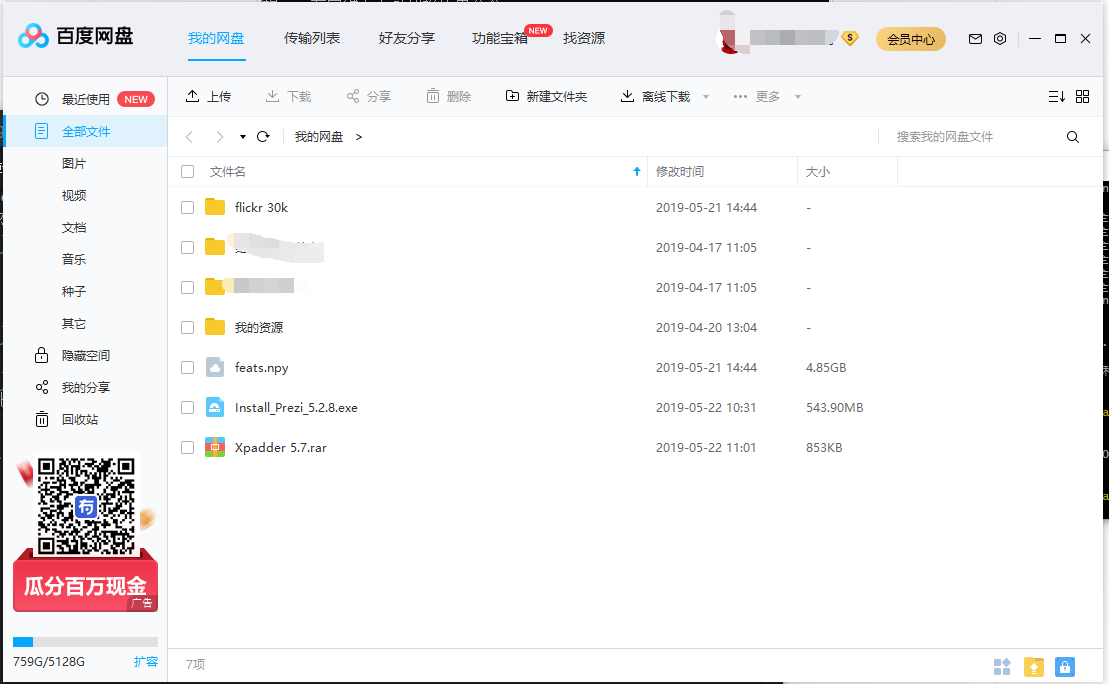 百度网盘
我的网盘 传输列表 好友分享 功能宝箱 NEW 找资源
会员中心
最近使用 NEW
全部文件
图片
视频
文档
音乐
种子
其它
隐藏空间
我的分享
回收站
瓜分百万现金
广告
759G/5128G 扩容
上传 下载 分享 删除 新建文件夹 离线下载 ··· 更多
我的网盘 >
搜索我的网盘文件
文件名 修改时间 大小
flickr 30k 2019-05-21 14:44 -
2019-04-17 11:05 -
2019-04-17 11:05 -
我的资源 2019-04-20 13:04 -
feats.npy 2019-05-21 14:44 4.85GB
Install_Prezi_5.2.8.exe 2019-05-22 10:31 543.90MB
Xpadder 5.7.rar 2019-05-22 11:01 853KB
7项